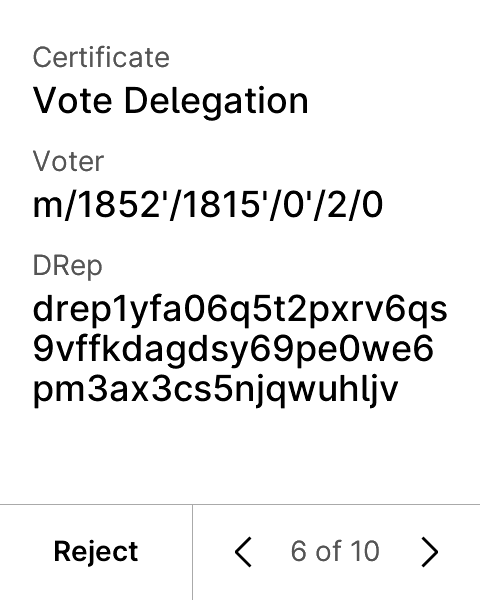 Certificate
Vote Delegation
Voter
m/1852'/1815'/0'/2/0
DRep
drep1yfa06q5t2pxrv6qs
9vffkdagdsy69pe0we6
pm3ax3cs5njqwuhljv
Reject
6 of 10